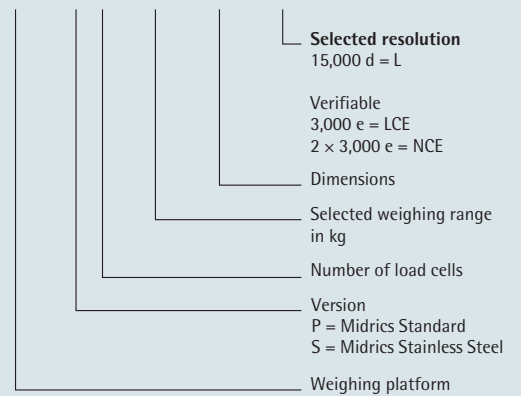 Selected resolution
15,000 d = L
Verifiable
3,000 e = LCE
2 × 3,000 e = NCE
Dimensions
Selected weighing range
in kg
Number of load cells
Version
P = Midrics Standard
S = Midrics Stainless Steel
Weighing platform